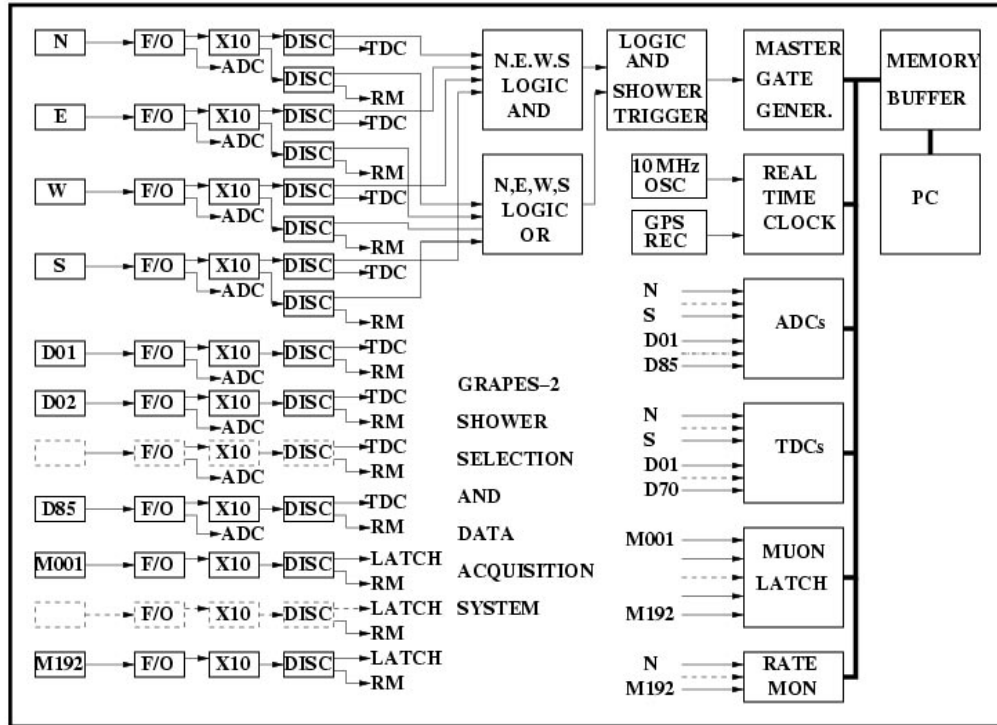 N F/O X10 DISC TDC
ADC DISC RM
E F/O X10 DISC TDC
ADC DISC RM
W F/O X10 DISC TDC
ADC DISC RM
S F/O X10 DISC TDC
ADC DISC RM
D01 F/O X10 DISC TDC
ADC RM
D02 F/O X10 DISC TDC
ADC RM
F/O X10 DISC TDC
ADC RM
D85 F/O X10 DISC TDC
ADC RM
M001 F/O X10 DISC LATCH
RM
F/O X10 DISC LATCH
RM
M192 F/O X10 DISC LATCH
RM
N.E.W.S
LOGIC
AND
N,E,W,S
LOGIC
OR
LOGIC
AND
SHOWER
TRIGGER
MASTER
GATE
GENER.
MEMORY
BUFFER
10 MHz
OSC
GPS
REC
REAL
TIME
CLOCK
PC
N
S
D01
D85
ADCs
N
S
D01
D70
TDCs
M001
M192
MUON
LATCH
N
M192
RATE
MON
GRAPES–2
SHOWER
SELECTION
AND
DATA
ACQUISITION
SYSTEM